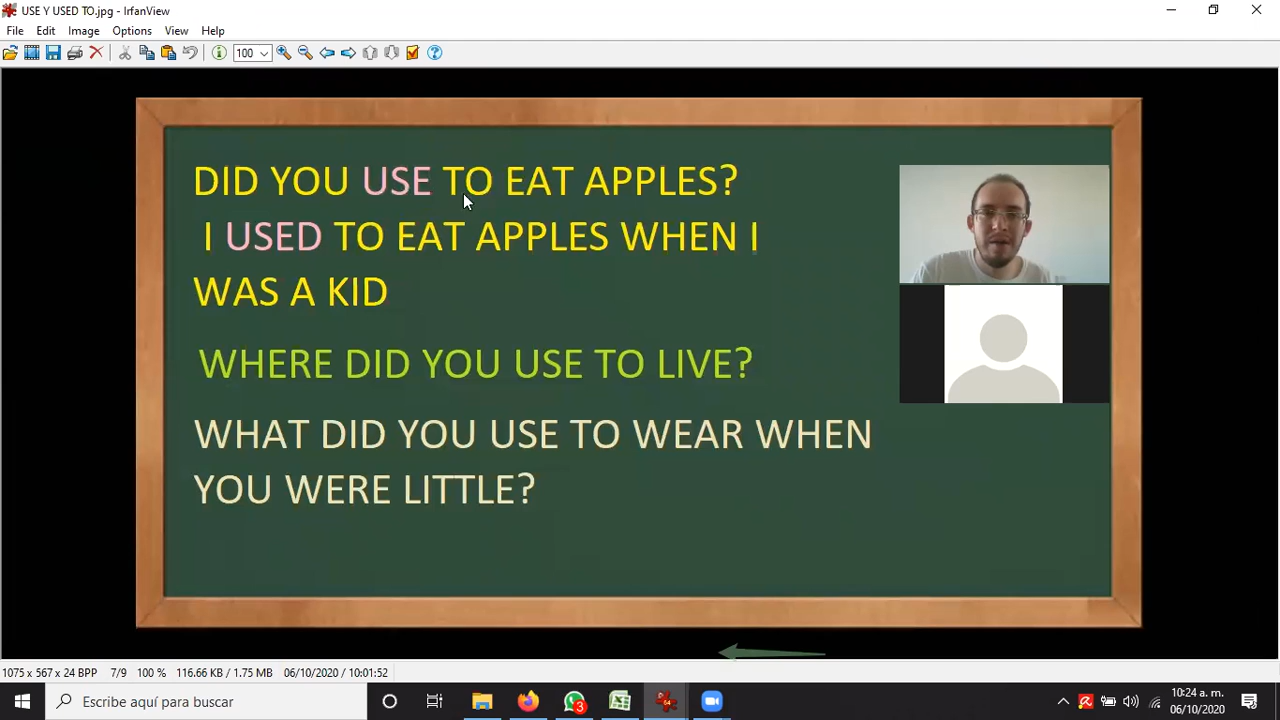 USE Y USED TO.jpg - IrfanView
File Edit Image Options View Help
100
DID YOU USE TO EAT APPLES?
I USED TO EAT APPLES WHEN I
WAS A KID
WHERE DID YOU USE TO LIVE?
WHAT DID YOU USE TO WEAR WHEN
YOU WERE LITTLE?
1075 x 567 x 24 BPP 7/9 100 % 116.66 KB / 1.75 MB 06/10/2020 / 10:01:52
Escribe aquí para buscar
3
64
10:24 a. m.
06/10/2020